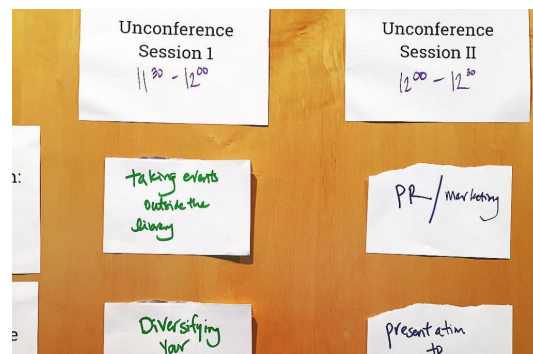 Unconference
Session 1
11³⁰ - 12⁰⁰
Unconference
Session II
12⁰⁰ - 12³⁰
n:
taking events
outside the
library
PR/marketing
e
Diversifying
Your
presentation
to